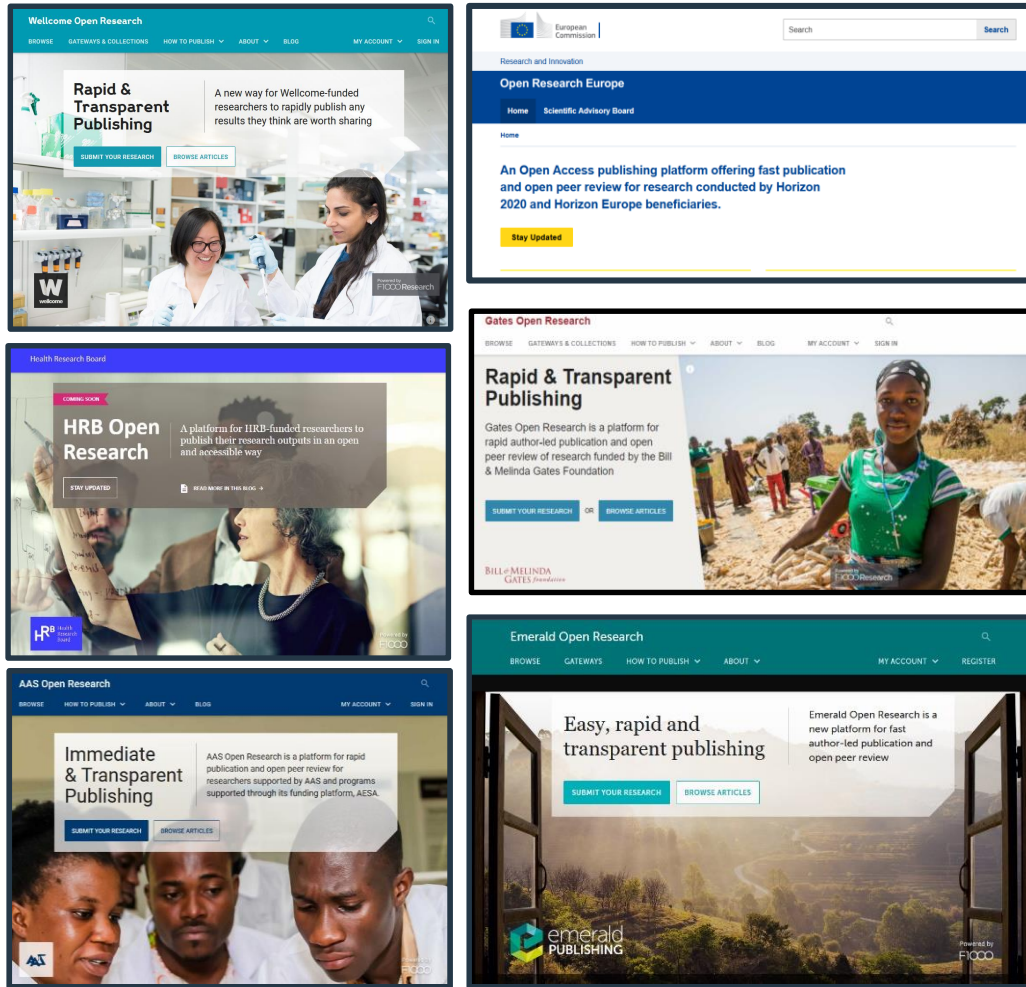 Wellcome Open Research
BROWSE GATEWAYS & COLLECTIONS HOW TO PUBLISH ABOUT BLOG MY ACCOUNT SIGN IN
Rapid &
Transparent
Publishing
A new way for Wellcome-funded
researchers to rapidly publish any
results they think are worth sharing
SUBMIT YOUR RESEARCH BROWSE ARTICLES
W
wellcome
Powered by
F1000Research
European
Commission
Search Search
Research and Innovation
Open Research Europe
Home Scientific Advisory Board
Home
An Open Access publishing platform offering fast publication
and open peer review for research conducted by Horizon
2020 and Horizon Europe beneficiaries.
Stay Updated
Health Research Board
COMING SOON
HRB Open
Research
A platform for HRB-funded researchers to
publish their research outputs in an open
and accessible way
STAY UPDATED READ MORE IN THIS BLOG →
HRB Health
Research
Board
Powered by
F1000
Gates Open Research
BROWSE GATEWAYS & COLLECTIONS HOW TO PUBLISH ABOUT BLOG MY ACCOUNT SIGN IN
Rapid & Transparent
Publishing
Gates Open Research is a platform for
rapid author-led publication and open
peer review of research funded by the Bill
& Melinda Gates Foundation
SUBMIT YOUR RESEARCH OR BROWSE ARTICLES
BILL & MELINDA
GATES foundation
Powered by
F1000Research
AAS Open Research
BROWSE HOW TO PUBLISH ABOUT BLOG MY ACCOUNT SIGN IN
Immediate
& Transparent
Publishing
AAS Open Research is a platform for rapid
publication and open peer review for
researchers supported by AAS and programs
supported through its funding platform, AESA.
SUBMIT YOUR RESEARCH BROWSE ARTICLES
AAS
Powered by
F1000
Emerald Open Research
BROWSE GATEWAYS HOW TO PUBLISH ABOUT MY ACCOUNT REGISTER
Easy, rapid and
transparent publishing
Emerald Open Research is a
new platform for fast
author-led publication and
open peer review
SUBMIT YOUR RESEARCH BROWSE ARTICLES
emerald
PUBLISHING
Powered by
F1000